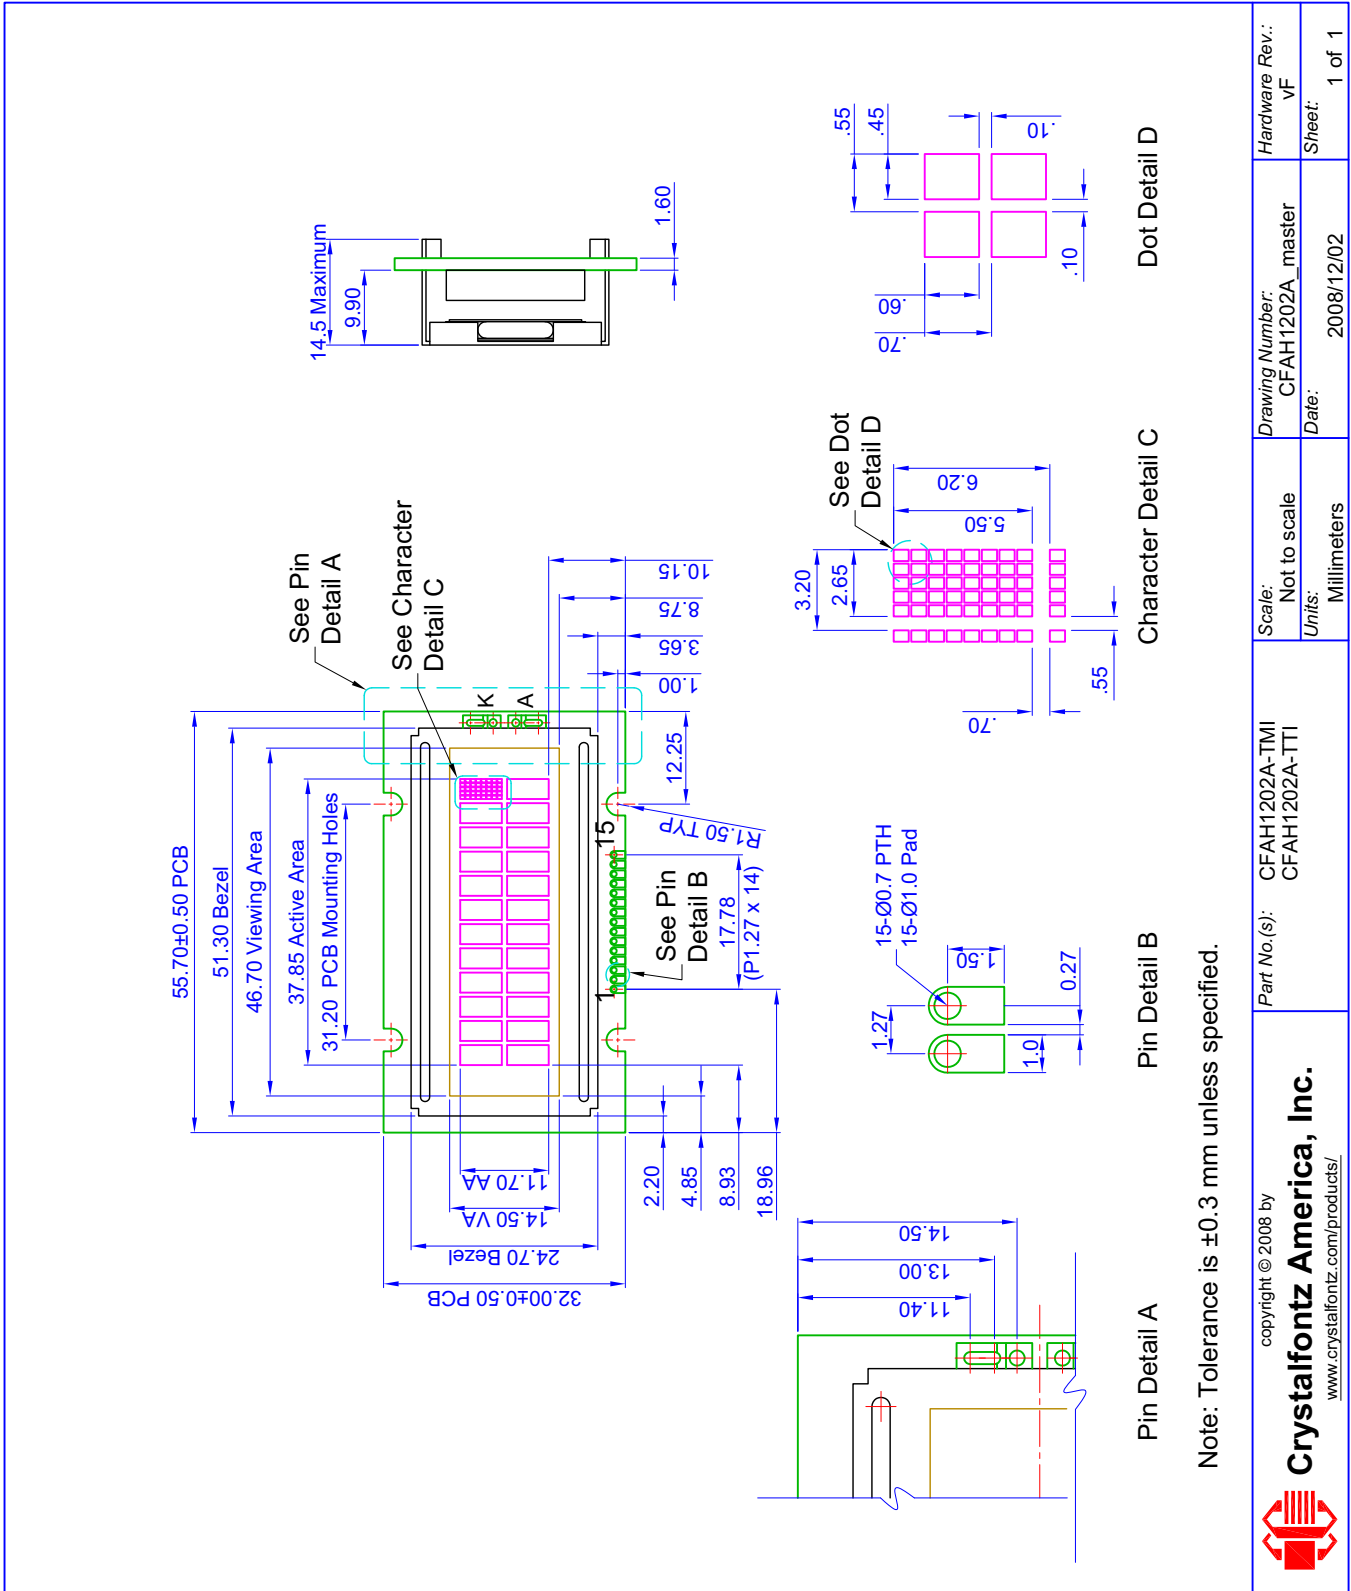 55.70±0.50 PCB
51.30 Bezel
46.70 Viewing Area
37.85 Active Area
31.20 PCB Mounting Holes
See Pin
Detail A
See Character
Detail C
14.5 Maximum
9.90
1.60
K
A
10.15
8.75
3.65
1.00
12.25
R1.50 TYP
1
15
17.78
(P1.27 x 14)
See Pin
Detail B
32.00±0.50 PCB
24.70 Bezel
14.50 VA
11.70 AA
2.20
4.85
8.93
18.96
14.50
13.00
11.40
Pin Detail A
15-Ø0.7 PTH
15-Ø1.0 Pad
1.27
1.50
1.0
0.27
Pin Detail B
See Dot
Detail D
3.20
2.65
6.20
5.50
.70
.55
Character Detail C
.55
.45
.10
.60
.70
.10
Dot Detail D
Note: Tolerance is ±0.3 mm unless specified.
copyright © 2008 by
Crystalfontz America, Inc.
www.crystalfontz.com/products/
Part No.(s):
CFAH1202A-TMI
CFAH1202A-TTI
Scale:
Not to scale
Units:
Millimeters
Drawing Number:
CFAH1202A_master
Date:
2008/12/02
Hardware Rev.:
vF
Sheet:
1 of 1